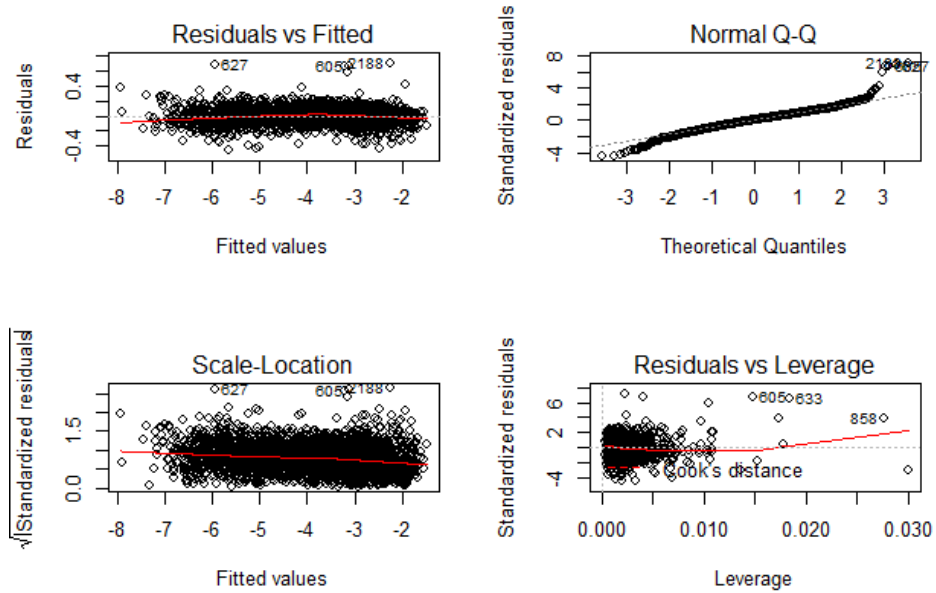 Residuals vs Fitted
Residuals
0.4
-0.4
627
605
2188
-8 -7 -6 -5 -4 -3 -2
Fitted values
Normal Q-Q
Standardized residuals
8
4
0
-4
-3 -2 -1 0 1 2 3
Theoretical Quantiles
Scale-Location
√|Standardized residuals|
1.5
0.0
627
605
2188
-8 -7 -6 -5 -4 -3 -2
Fitted values
Residuals vs Leverage
Standardized residuals
6
2
-4
605
633
858
Cook's distance
0.000 0.010 0.020 0.030
Leverage